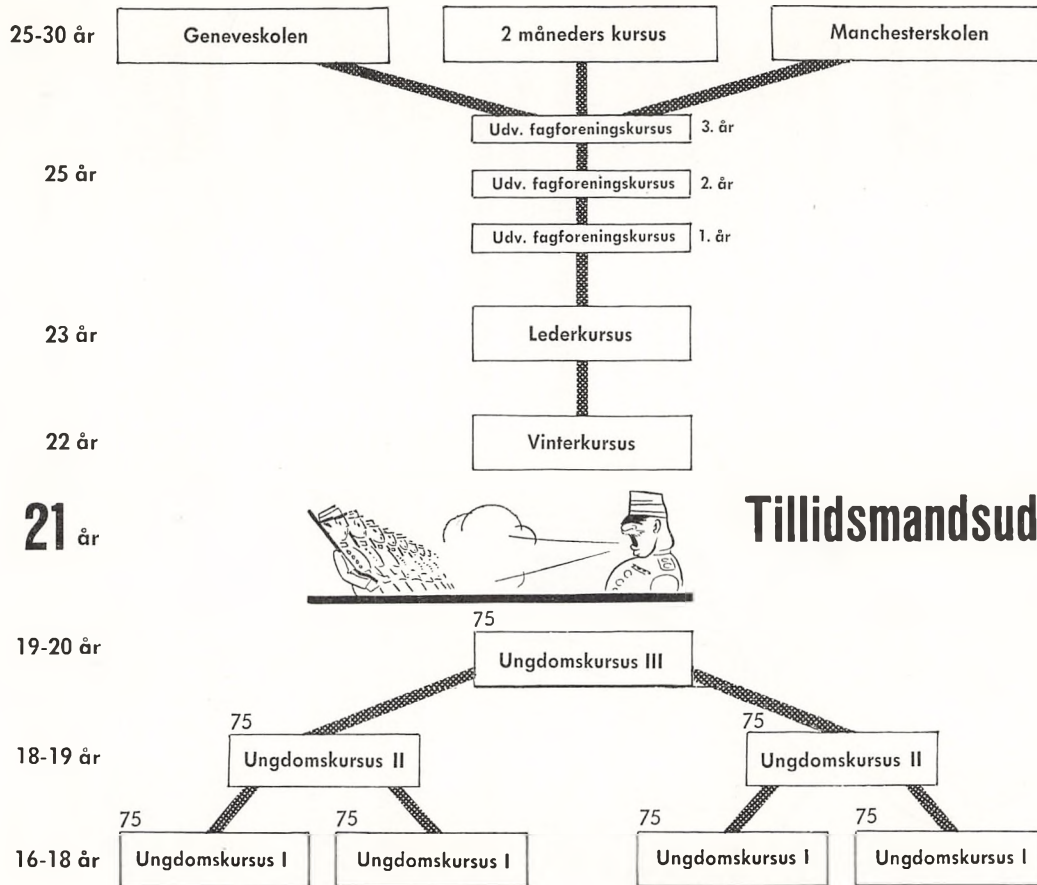 25-30 år
Geneveskolen
2 måneders kursus
Manchesterskolen
Udv. fagforeningskursus
3. år
25 år
Udv. fagforeningskursus
2. år
Udv. fagforeningskursus
1. år
23 år
Lederkursus
22 år
Vinterkursus
21 år
Tillidsmandsud
75
19-20 år
Ungdomskursus III
75
75
18-19 år
Ungdomskursus II
Ungdomskursus II
75
75
75
75
16-18 år
Ungdomskursus I
Ungdomskursus I
Ungdomskursus I
Ungdomskursus I